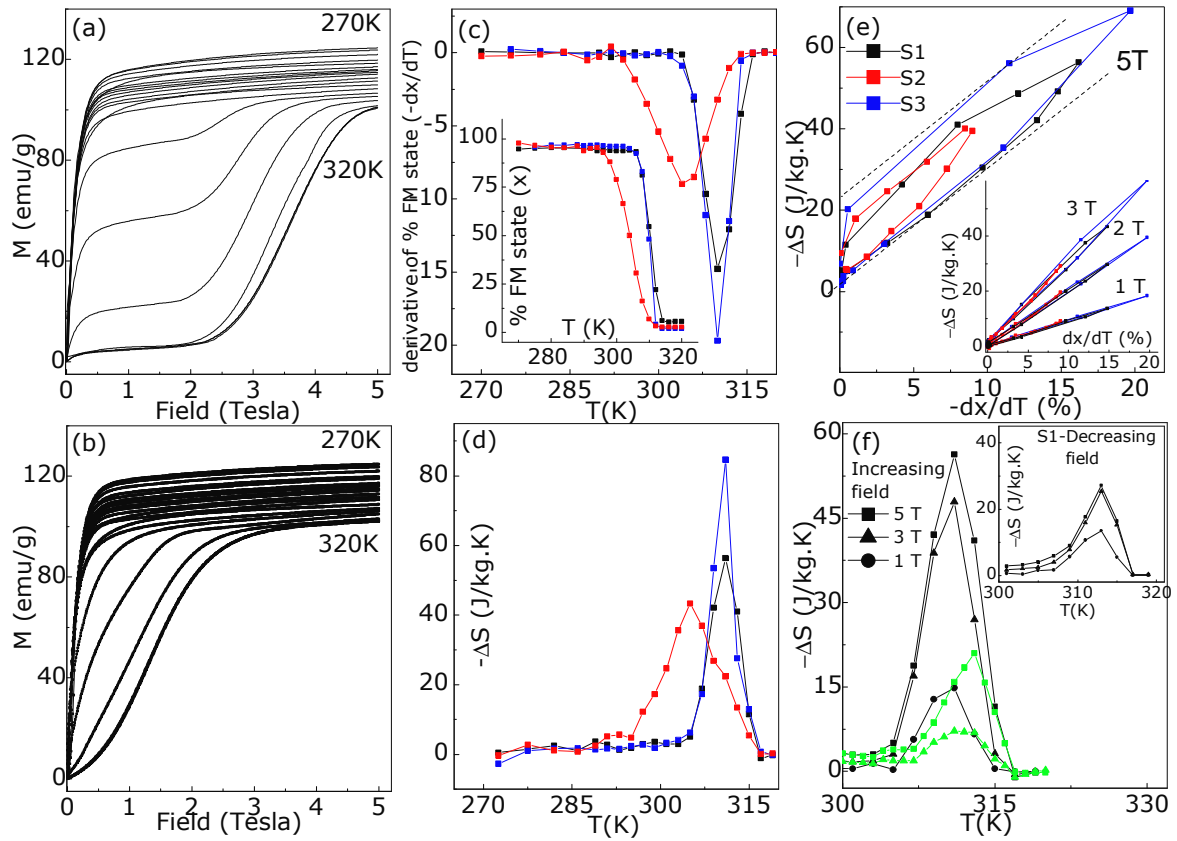 (a)
270K
120
80
40
0
M (emu/g)
320K
0
1
2
3
4
5
Field (Tesla)
(b)
270K
120
80
40
0
M (emu/g)
320K
0
1
2
3
4
5
Field (Tesla)
(c)
0
-5
-10
-15
20
derivative of % FM state (-dx/dT)
100
75
50
25
0
% FM state (x)
T (K)
280
300
320
270
285
300
315
T(K)
(d)
80
60
40
20
0
-ΔS (J/kg.K)
270
285
300
315
T(K)
(e)
S1
S2
S3
5T
60
40
20
0
−ΔS (J/kg.K)
3 T
2 T
1 T
40
20
0
−ΔS (J/kg.K)
dx/dT (%)
0
5
10
15
20
0
5
10
15
20
-dx/dT (%)
(f)
Increasing
field
5 T
3 T
1 T
60
45
30
15
0
−ΔS (J/kg.K)
S1-Decreasing
field
40
20
0
−ΔS (J/kg.K)
310
320
T(K)
300
315
330
T(K)